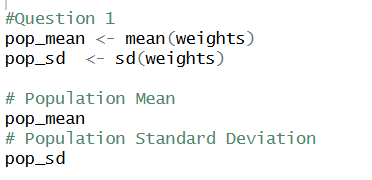 #Question 1
pop_mean <- mean(weights)
pop_sd  <- sd(weights)
# Population Mean
pop_mean
# Population Standard Deviation
pop_sd